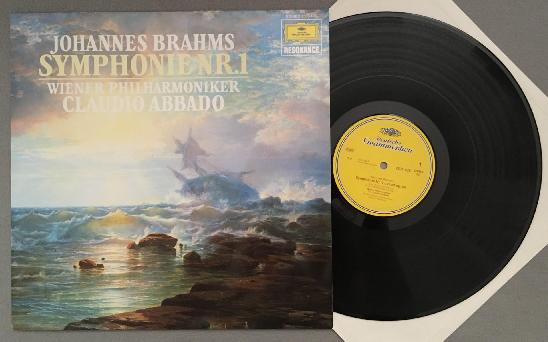 JOHANNES BRAHMS
SYMPHONIE NR.1
WIENER PHILHARMONIKER
CLAUDIO ABBADO
RESONANCE
Deutsche
Grammophon